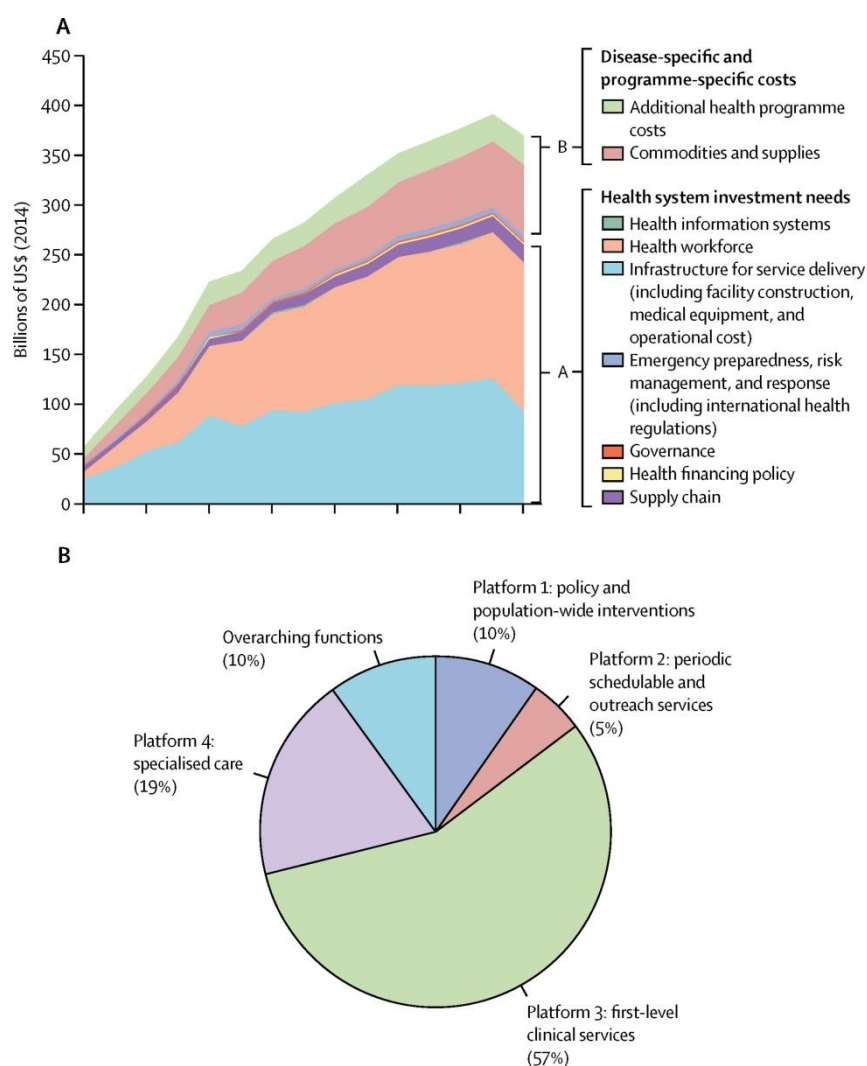 A
450
400
350
300
250
200
150
100
50
0
Billions of US$ (2014)
B
A
Disease-specific and
programme-specific costs
Additional health programme
costs
Commodities and supplies
Health system investment needs
Health information systems
Health workforce
Infrastructure for service delivery
(including facility construction,
medical equipment, and
operational cost)
Emergency preparedness, risk
management, and response
(including international health
regulations)
Governance
Health financing policy
Supply chain
B
Platform 1: policy and
population-wide interventions
(10%)
Overarching functions
(10%)
Platform 2: periodic
schedulable and
outreach services
(5%)
Platform 4:
specialised care
(19%)
Platform 3: first-level
clinical services
(57%)